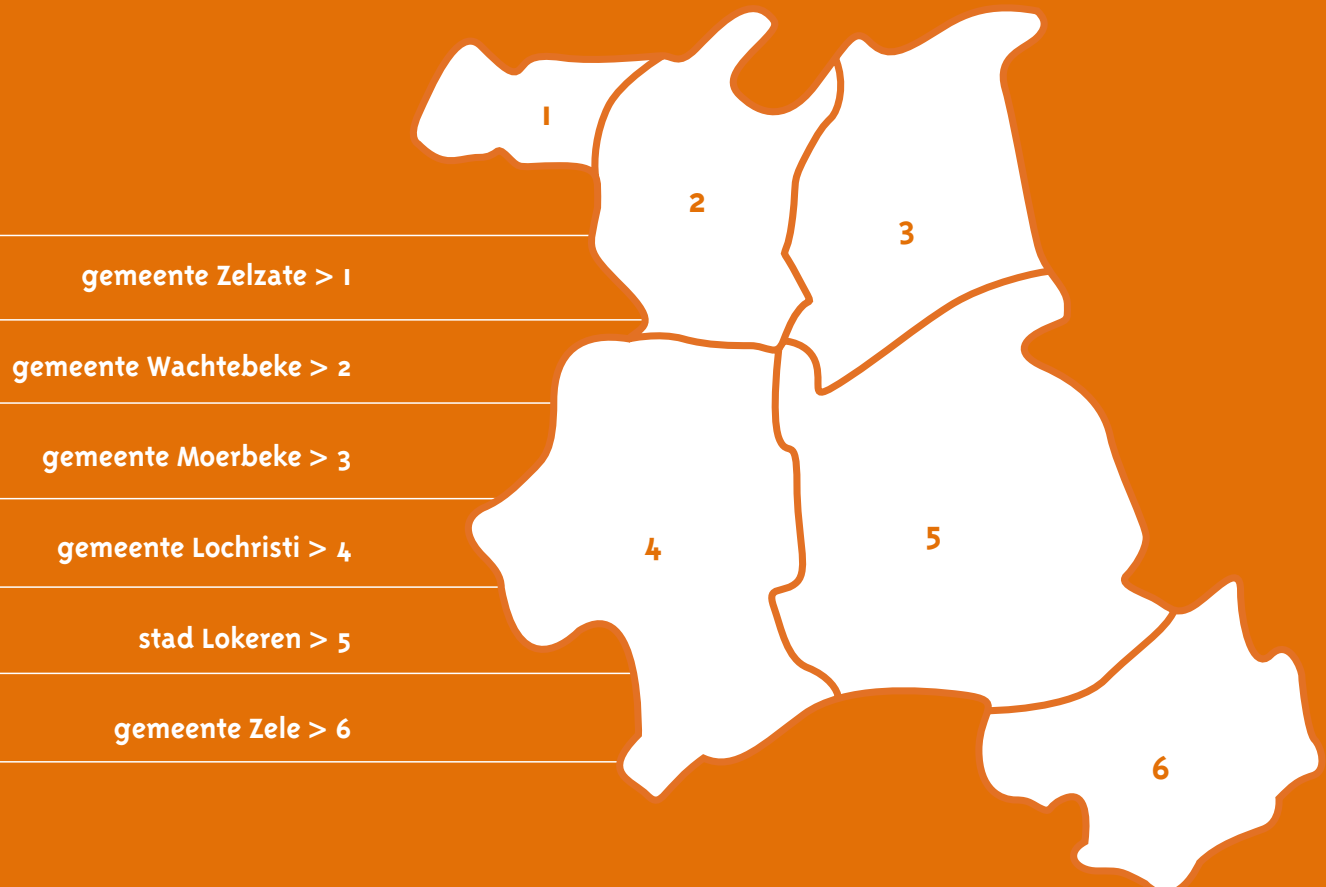 gemeente Zelzate > 1
gemeente Wachtebeke > 2
gemeente Moerbeke > 3
gemeente Lochristi > 4
stad Lokeren > 5
gemeente Zele > 6
1
2
3
4
5
6